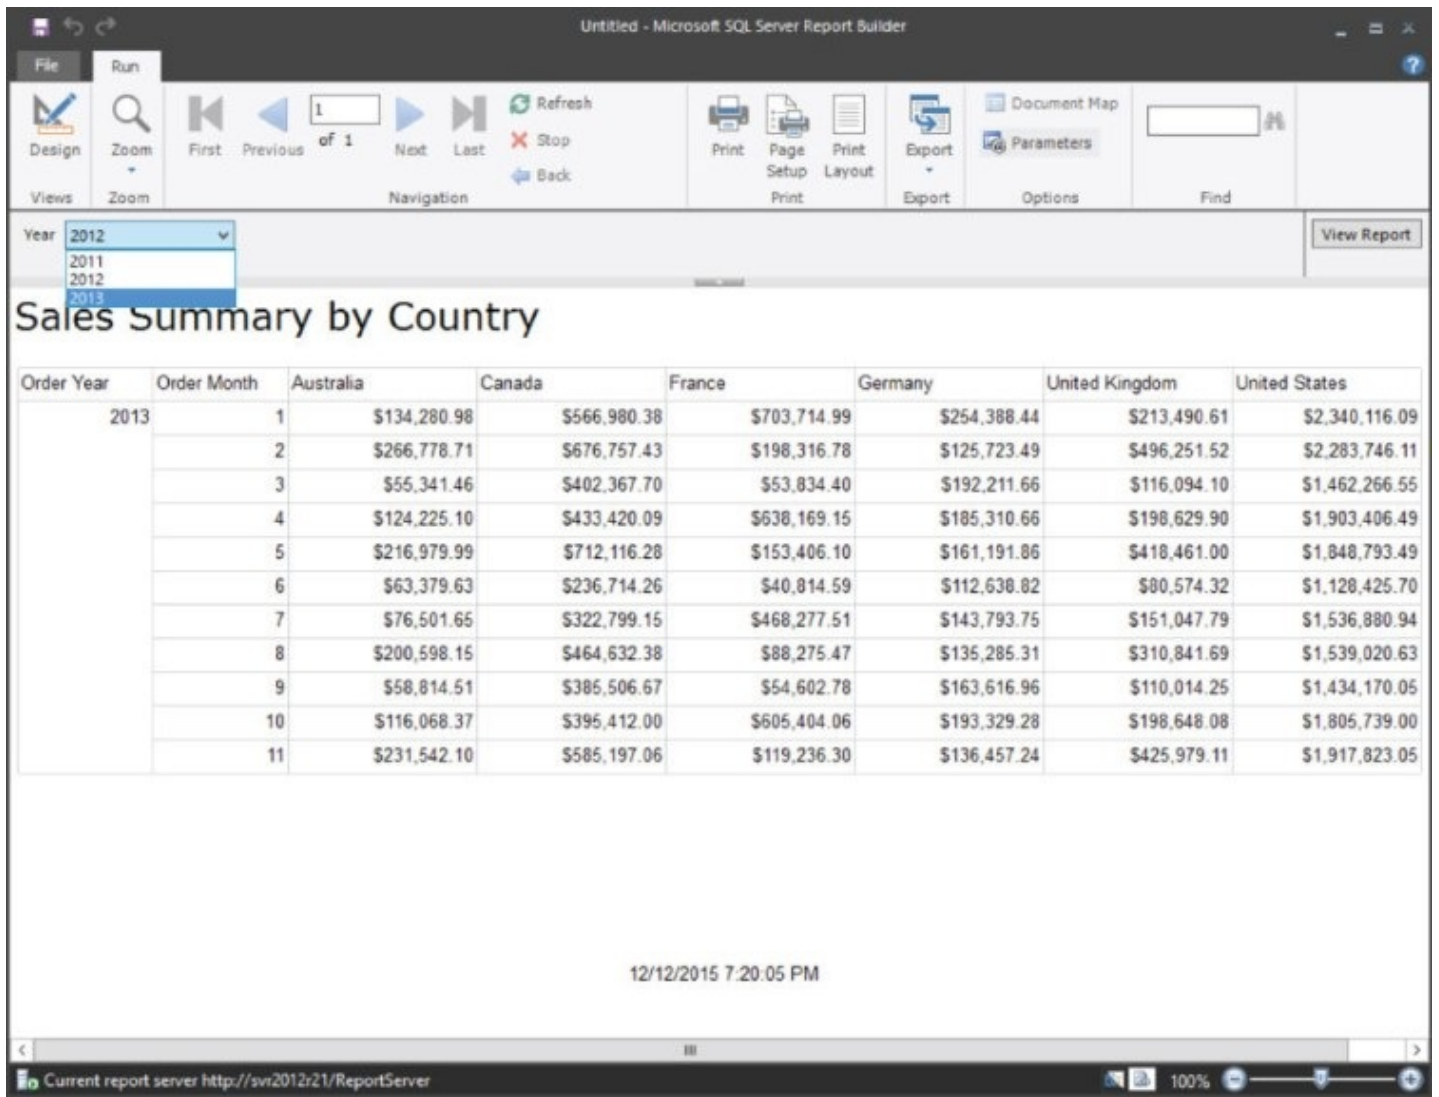 Untitled - Microsoft SQL Server Report Builder
File Run
Design Zoom First Previous 1 of 1 Next Last Refresh Stop Back Print Page Setup Print Layout Export Document Map Parameters
Views Zoom Navigation Print Export Options Find
Year 2012 View Report
2011
2012
2013
Sales Summary by Country
Order Year Order Month Australia Canada France Germany United Kingdom United States
2013 1 $134,280.98 $566,980.38 $703,714.99 $254,388.44 $213,490.61 $2,340,116.09
2 $266,778.71 $676,757.43 $198,316.78 $125,723.49 $496,251.52 $2,283,746.11
3 $55,341.46 $402,367.70 $53,834.40 $192,211.66 $116,094.10 $1,462,266.55
4 $124,225.10 $433,420.09 $638,169.15 $185,310.66 $198,629.90 $1,903,406.49
5 $216,979.99 $712,116.28 $153,406.10 $161,191.86 $418,461.00 $1,848,793.49
6 $63,379.63 $236,714.26 $40,814.59 $112,638.82 $80,574.32 $1,128,425.70
7 $76,501.65 $322,799.15 $468,277.51 $143,793.75 $151,047.79 $1,536,880.94
8 $200,598.15 $464,632.38 $88,275.47 $135,285.31 $310,841.69 $1,539,020.63
9 $58,814.51 $385,506.67 $54,602.78 $163,616.96 $110,014.25 $1,434,170.05
10 $116,068.37 $395,412.00 $605,404.06 $193,329.28 $198,648.08 $1,805,739.00
11 $231,542.10 $585,197.06 $119,236.30 $136,457.24 $425,979.11 $1,917,823.05
12/12/2015 7:20:05 PM
Current report server http://svr2012r21/ReportServer 100%